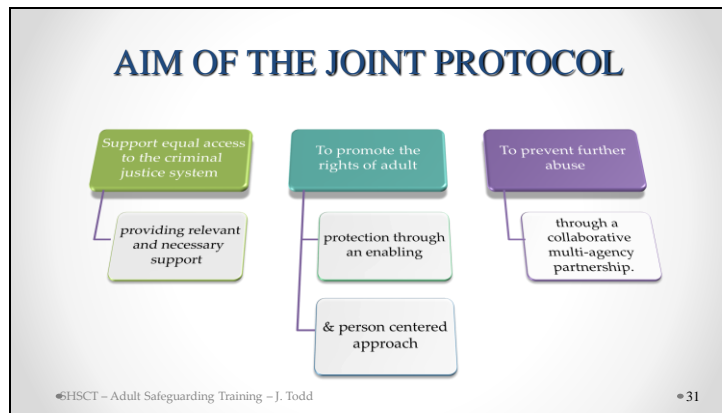 AIM OF THE JOINT PROTOCOL
Support equal access
to the criminal
justice system
providing relevant
and necessary
support
To promote the
rights of adult
protection through
an enabling
& person centered
approach
To prevent further
abuse
through a
collaborative
multi-agency
partnership.
SHSCT – Adult Safeguarding Training – J. Todd
31